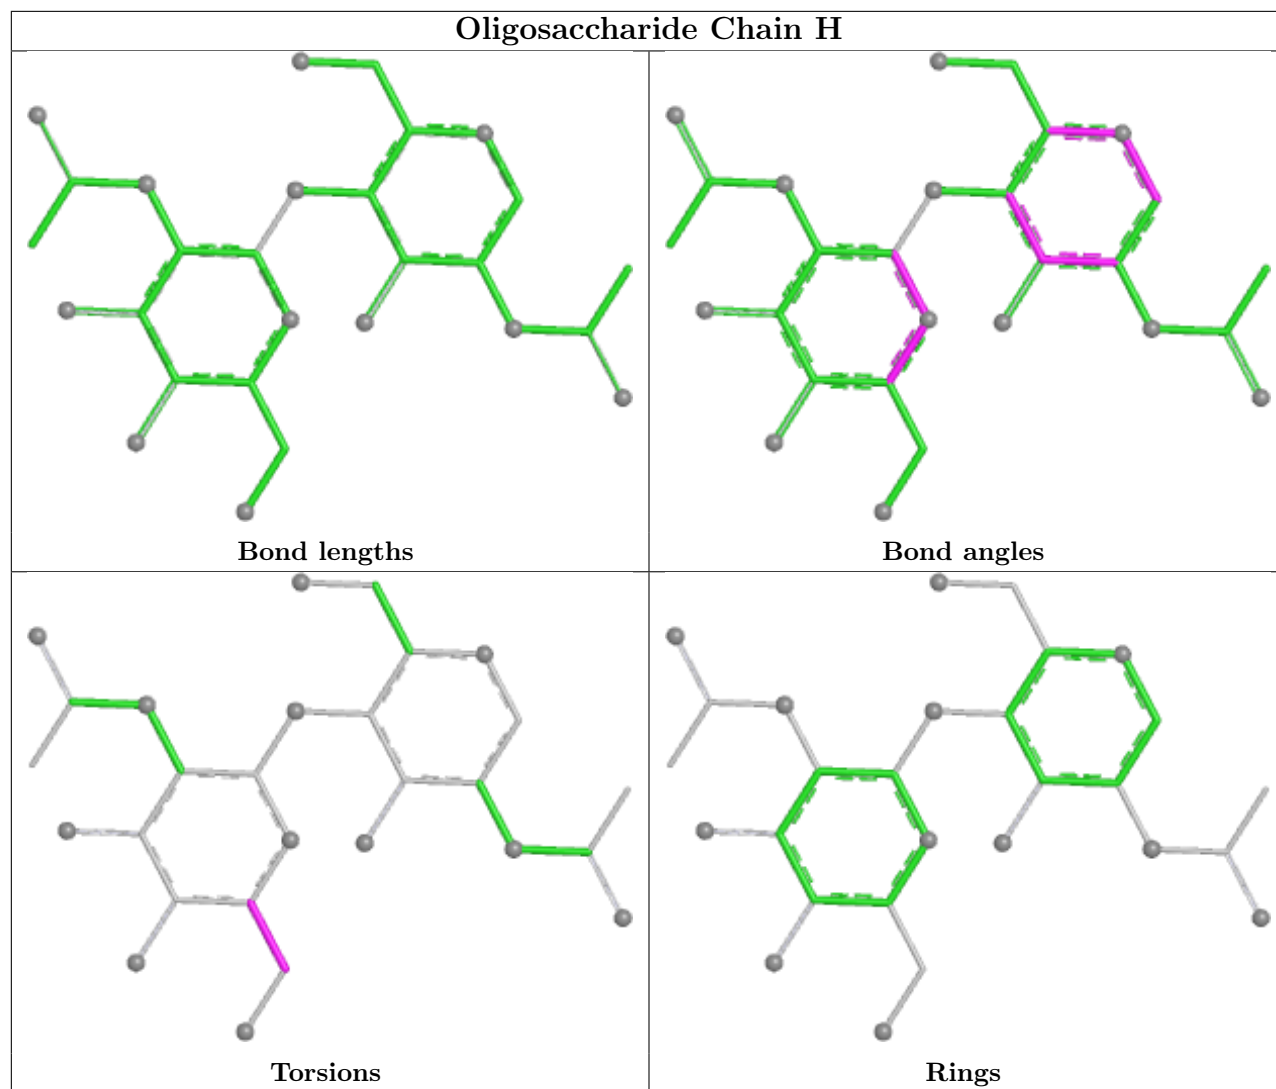 Oligosaccharide Chain H
Bond lengths
Bond angles
Torsions
Rings